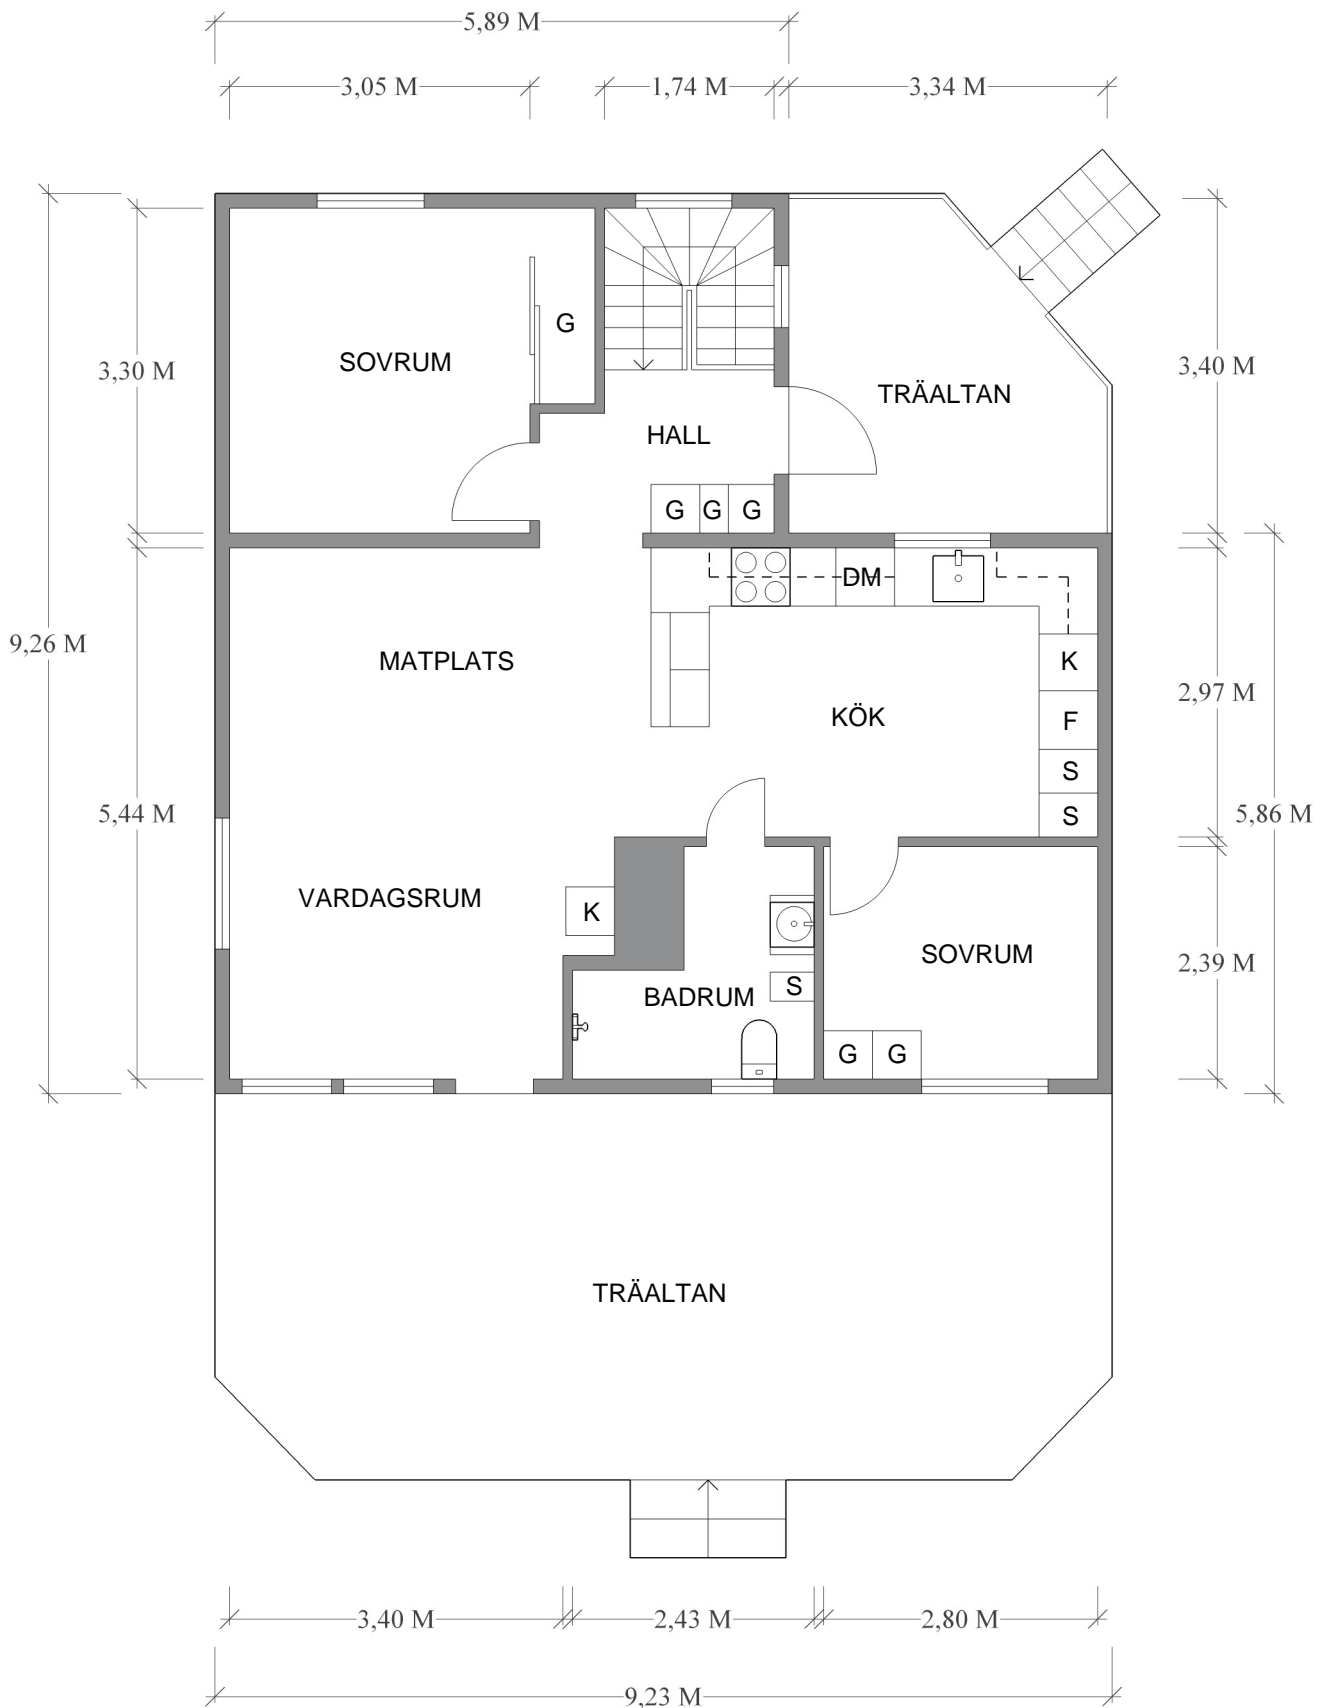 5,89 M
3,05 M
1,74 M
3,34 M
G
SOVRUM
3,30 M
3,40 M
TRÄALTAN
HALL
G G G
DM
9,26 M
MATPLATS
K
2,97 M
KÖK
F
S
5,44 M
S
5,86 M
VARDAGSRUM
K
SOVRUM
2,39 M
S
BADRUM
G G
TRÄALTAN
3,40 M
2,43 M
2,80 M
9,23 M